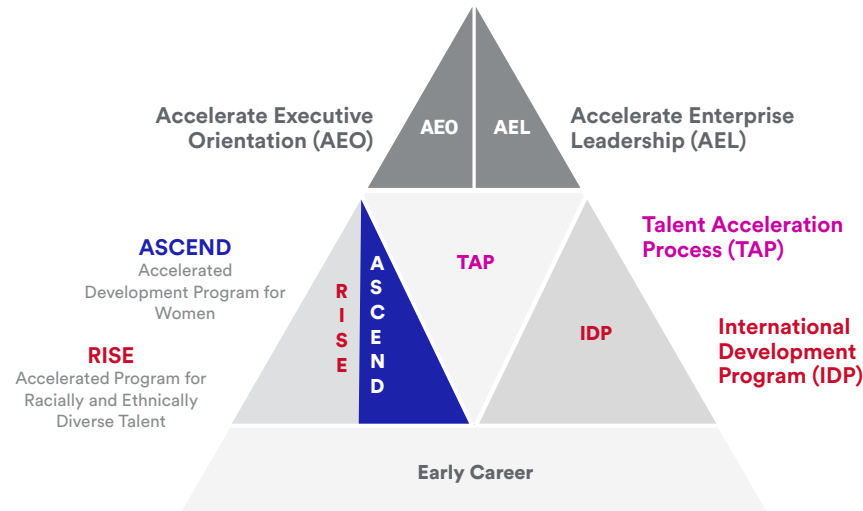 Accelerate Executive
Orientation (AEO)
AEO
AEL
Accelerate Enterprise
Leadership (AEL)
ASCEND
Accelerated
Development Program for
Women
RISE
Accelerated Program for
Racially and Ethnically
Diverse Talent
R
I
S
E
A
S
C
E
N
D
TAP
IDP
Talent Acceleration
Process (TAP)
International
Development
Program (IDP)
Early Career